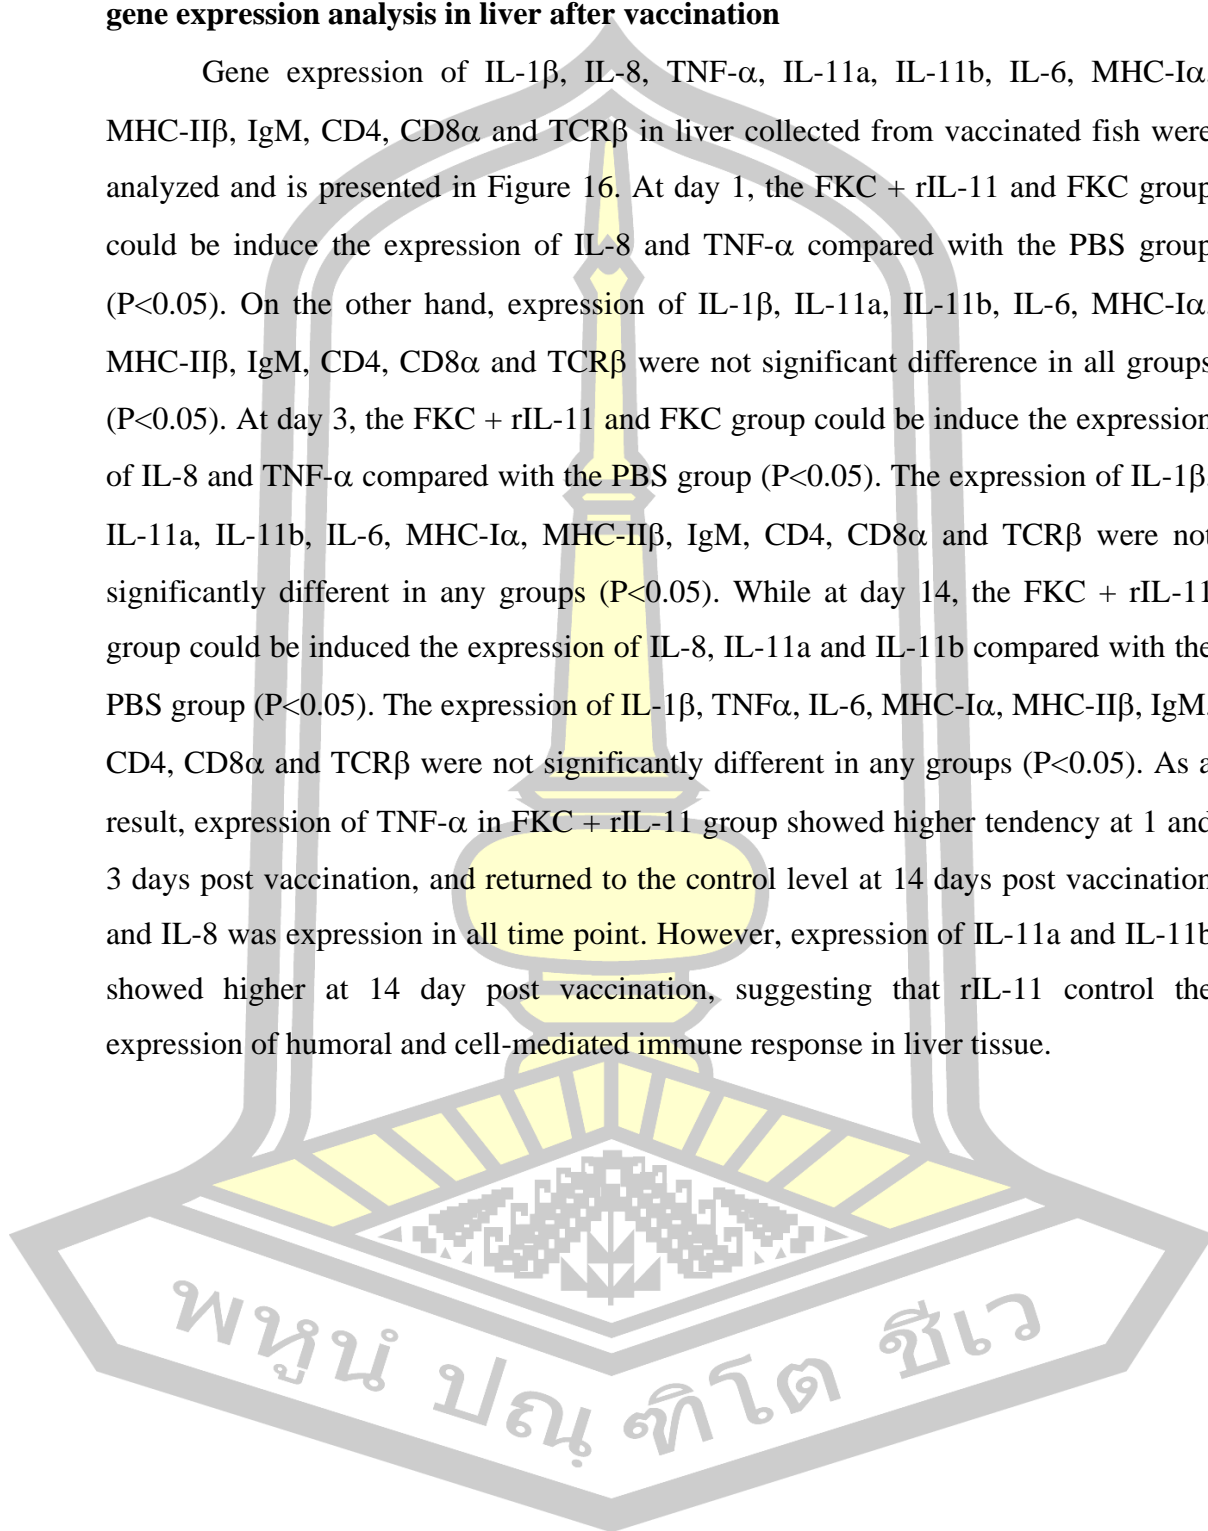 gene expression analysis in liver after vaccination
Gene expression of IL-1β, IL-8, TNF-α, IL-11a, IL-11b, IL-6, MHC-Iα,
MHC-IIβ, IgM, CD4, CD8α and TCRβ in liver collected from vaccinated fish were
analyzed and is presented in Figure 16. At day 1, the FKC + rIL-11 and FKC group
could be induce the expression of IL-8 and TNF-α compared with the PBS group
(P<0.05). On the other hand, expression of IL-1β, IL-11a, IL-11b, IL-6, MHC-Iα,
MHC-IIβ, IgM, CD4, CD8α and TCRβ were not significant difference in all groups
(P<0.05). At day 3, the FKC + rIL-11 and FKC group could be induce the expression
of IL-8 and TNF-α compared with the PBS group (P<0.05). The expression of IL-1β,
IL-11a, IL-11b, IL-6, MHC-Iα, MHC-IIβ, IgM, CD4, CD8α and TCRβ were not
significantly different in any groups (P<0.05). While at day 14, the FKC + rIL-11
group could be induced the expression of IL-8, IL-11a and IL-11b compared with the
PBS group (P<0.05). The expression of IL-1β, TNFα, IL-6, MHC-Iα, MHC-IIβ, IgM,
CD4, CD8α and TCRβ were not significantly different in any groups (P<0.05). As a
result, expression of TNF-α in FKC + rIL-11 group showed higher tendency at 1 and
3 days post vaccination, and returned to the control level at 14 days post vaccination
and IL-8 was expression in all time point. However, expression of IL-11a and IL-11b
showed higher at 14 day post vaccination, suggesting that rIL-11 control the
expression of humoral and cell-mediated immune response in liver tissue.
พหูนํ ปณฺฑิโต ชีเว